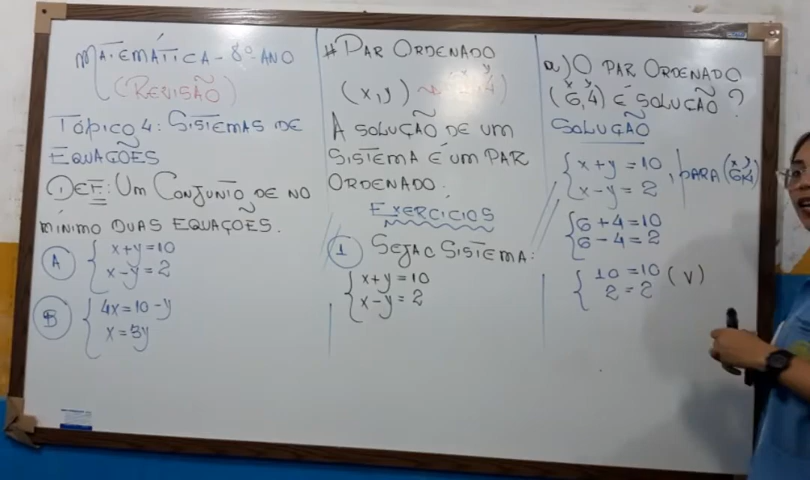 MATEMÁTICA - 8º ANO
(REVISÃO)
TÓPICO 4: SISTEMAS DE
EQUAÇÕES
DEF: UM CONJUNTO DE NO
MÍNIMO DUAS EQUAÇÕES.
A { x+y=10
x-y=2
B { 4x=10-y
x=3y
# PAR ORDENADO
(x,y) → (6,4)
A SOLUÇÃO DE UM
SISTEMA É UM PAR
ORDENADO.
EXERCÍCIOS
1 SEJA O SISTEMA:
{ x+y=10
x-y=2
a) O PAR ORDENADO
x y
(6,4) É SOLUÇÃO?
SOLUÇÃO
{ x+y=10
x-y=2 , PARA (6,4)
{ 6+4=10
6-4=2
{ 10=10 (V)
2=2